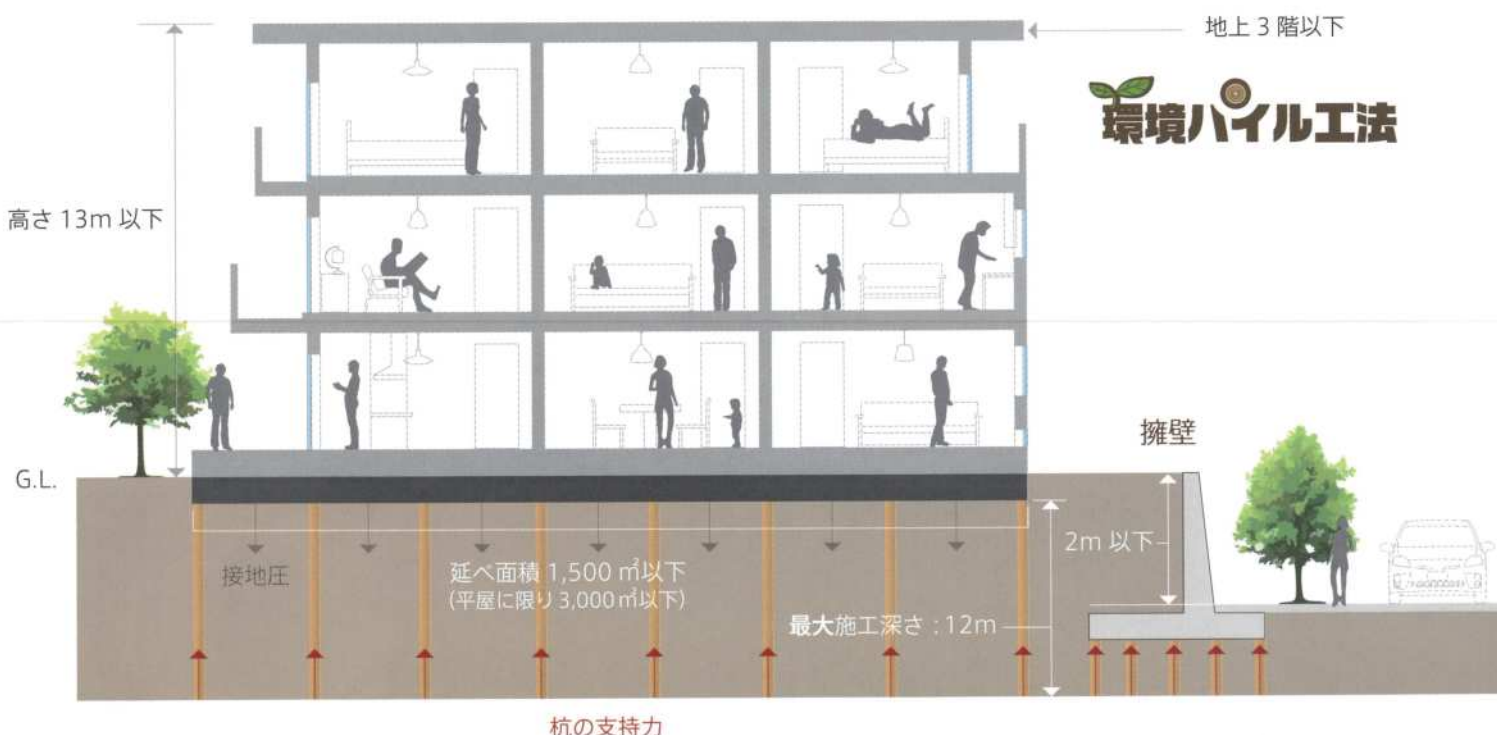 地上 3 階以下
環境パイル工法
高さ 13m 以下
擁壁
G.L.
2m 以下
接地圧
延べ面積 1,500 ㎡以下
(平屋に限り 3,000㎡以下)
最大施工深さ : 12m
杭の支持力